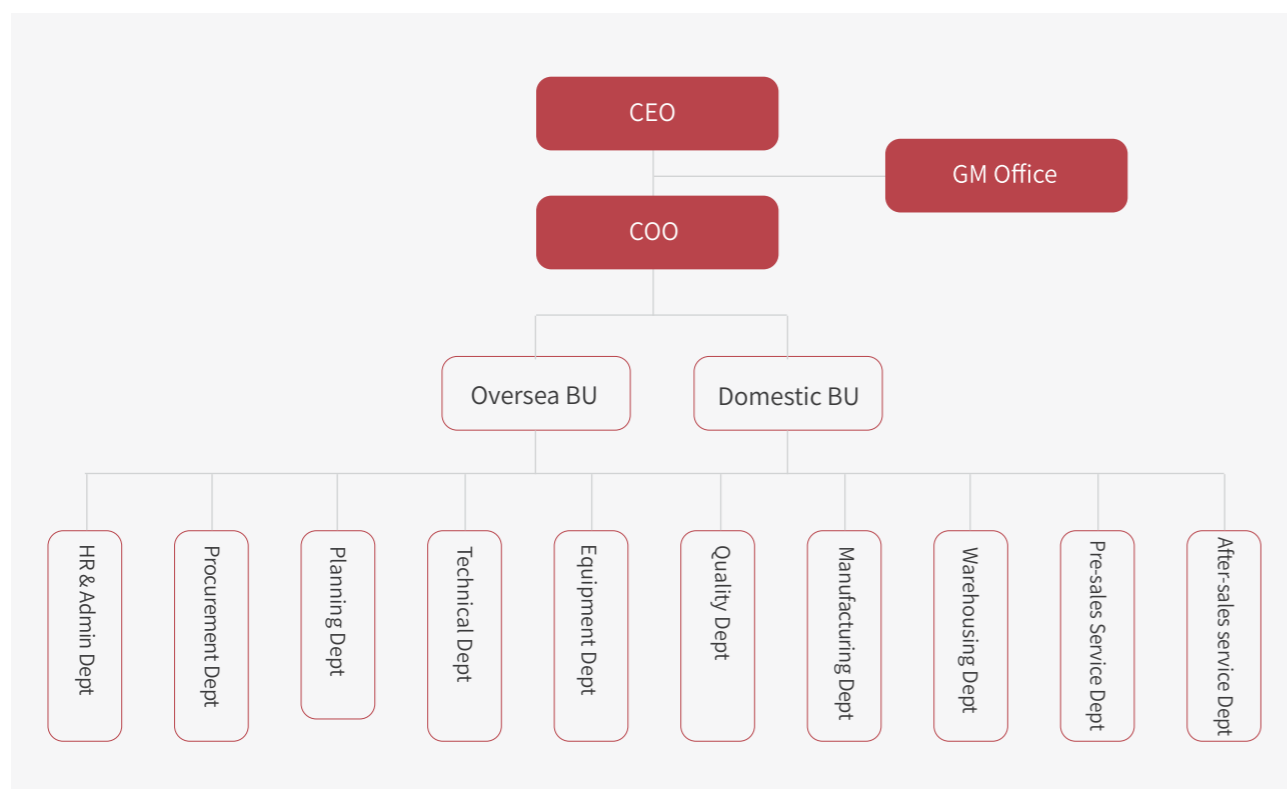 CEO
GM Office
COO
Oversea BU
Domestic BU
HR & Admin Dept
Procurement Dept
Planning Dept
Technical Dept
Equipment Dept
Quality Dept
Manufacturing Dept
Warehousing Dept
Pre-sales Service Dept
After-sales service Dept